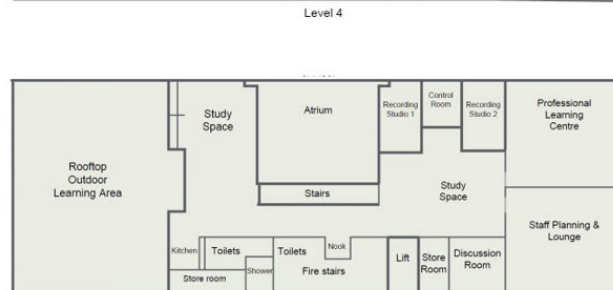 Level 4
Study
Space
Atrium
Recording
Studio 1
Control
Room
Recording
Studio 2
Professional
Learning
Centre
Rooftop
Outdoor
Learning Area
Stairs
Study
Space
Staff Planning &
Lounge
Kitchen
Toilets
Toilets
Nook
Store room
Shower
Fire stairs
Lift
Store
Room
Discussion
Room